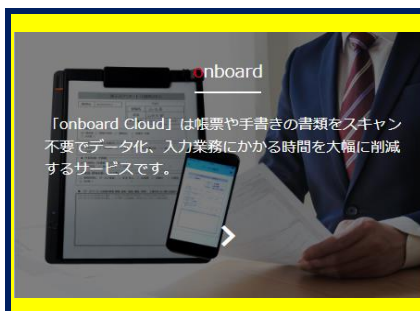 onboard
「onboard Cloud」は帳票や手書きの書類をスキャン
不要でデータ化、入力業務にかかる時間を大幅に削減
するサービスです。